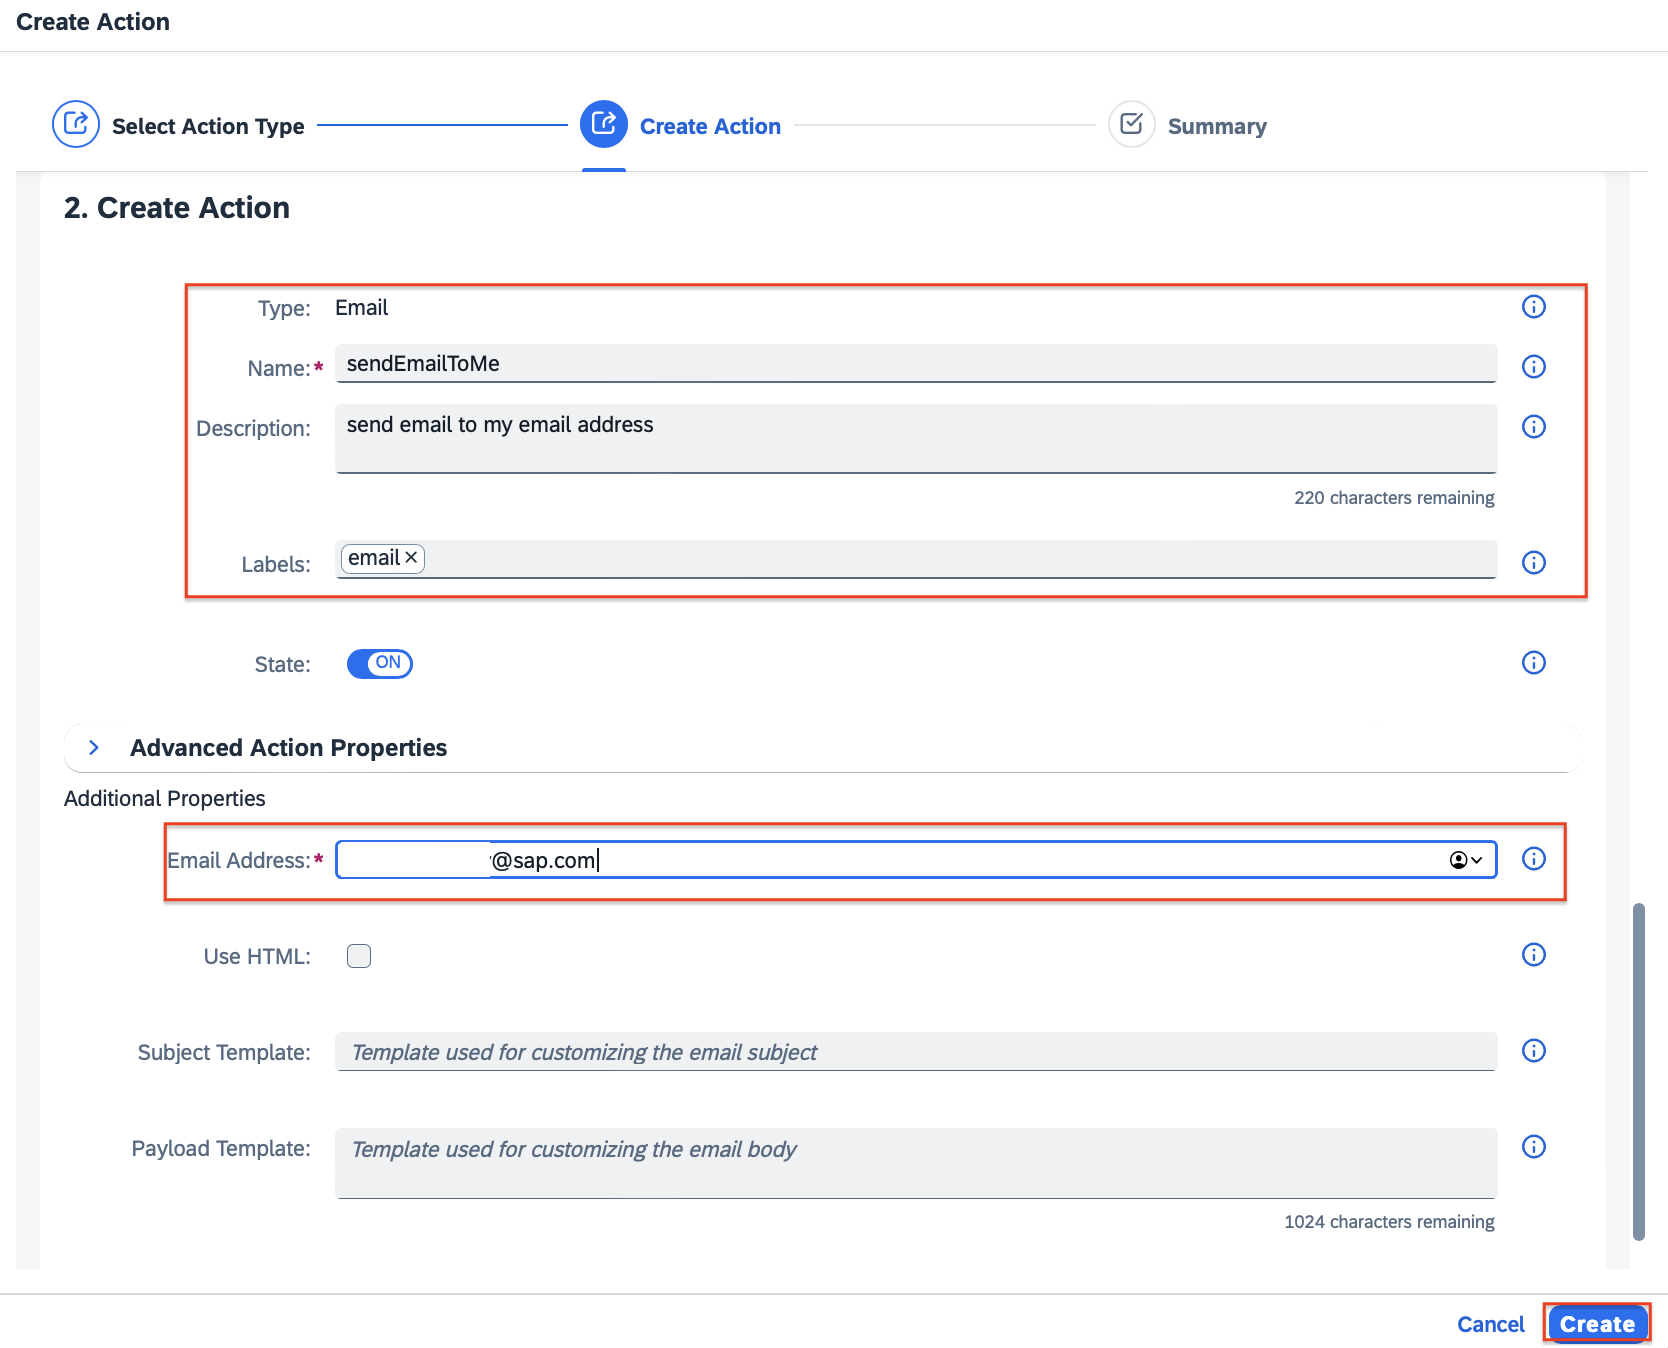 Create Action
Select Action Type
Create Action
Summary
2. Create Action
Type: Email
Name:* sendEmailToMe
Description: send email to my email address
220 characters remaining
Labels: email
State: ON
Advanced Action Properties
Additional Properties
Email Address:* @sap.com
Use HTML:
Subject Template: Template used for customizing the email subject
Payload Template: Template used for customizing the email body
1024 characters remaining
Cancel Create